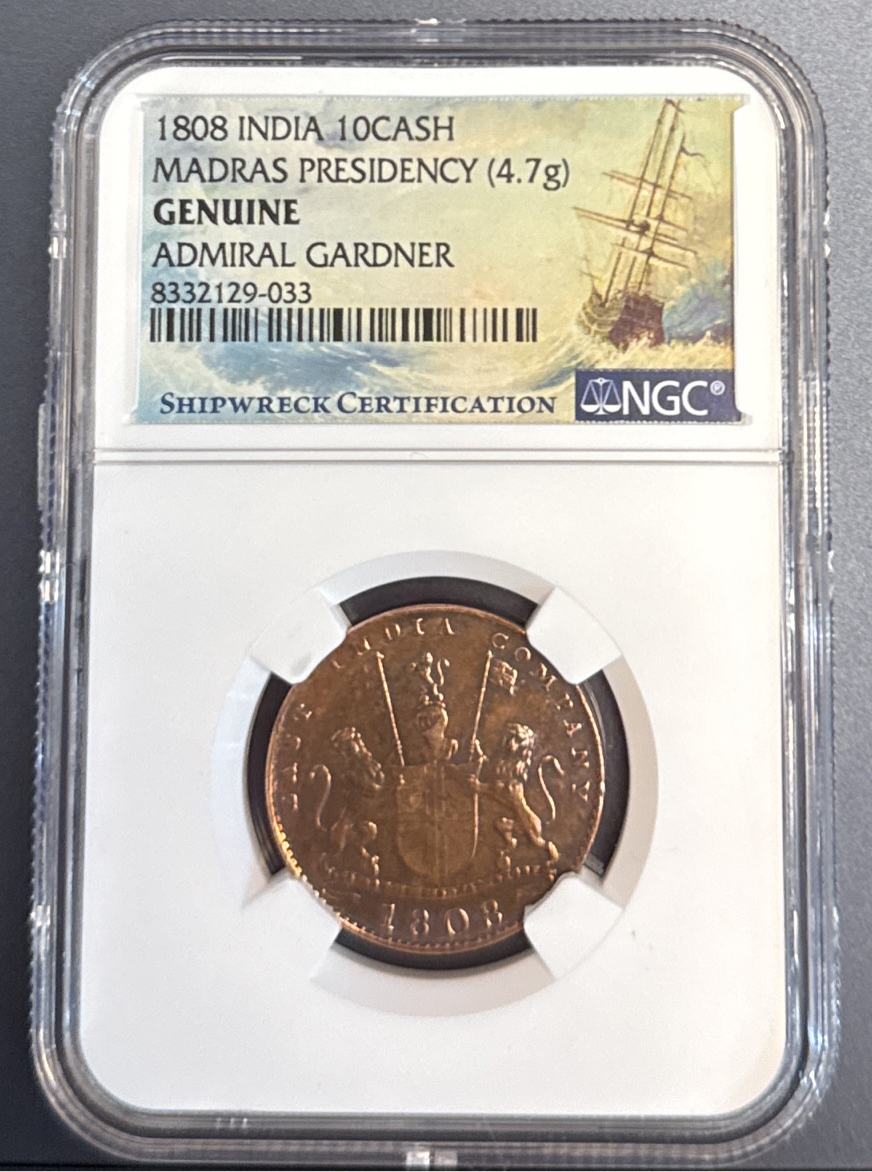 1808 INDIA 10CASH
MADRAS PRESIDENCY (4.7g)
GENUINE
ADMIRAL GARDNER
8332129-033
SHIPWRECK CERTIFICATION
NGC®
EAST INDIA COMPANY
1808